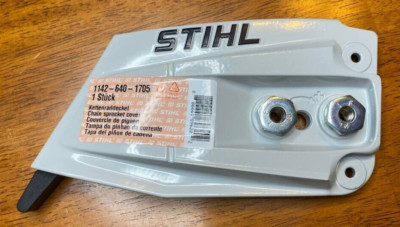 STIHL
1142-640-1705
1 Stück
Kettenraddeckel
Chain sprocket cover
Couvercle de pignon
Tampa do pinhão da corrente
Tapa del piñon de cadena